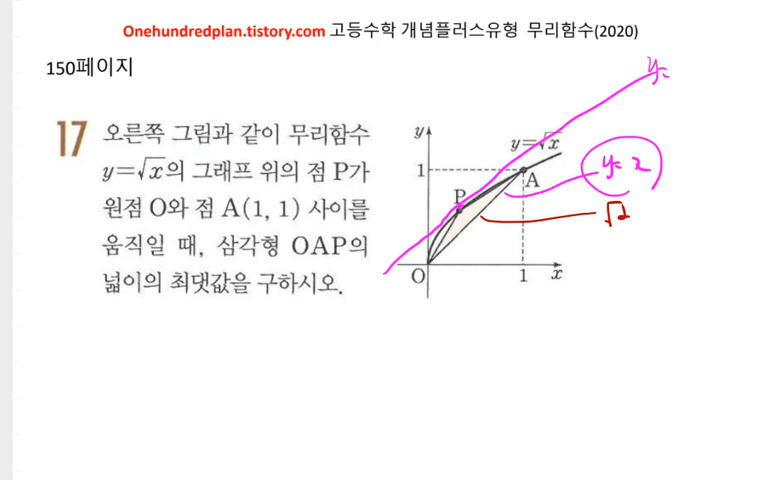 Onehundredplan.tistory.com 고등수학 개념플러스유형 무리함수(2020)
150페이지
17 오른쪽 그림과 같이 무리함수
y=√x의 그래프 위의 점 P가
원점 O와 점 A(1, 1) 사이를
움직일 때, 삼각형 OAP의
넓이의 최댓값을 구하시오.
y=
y
y=√x
1
y=x
A
P
√2
O
1
x